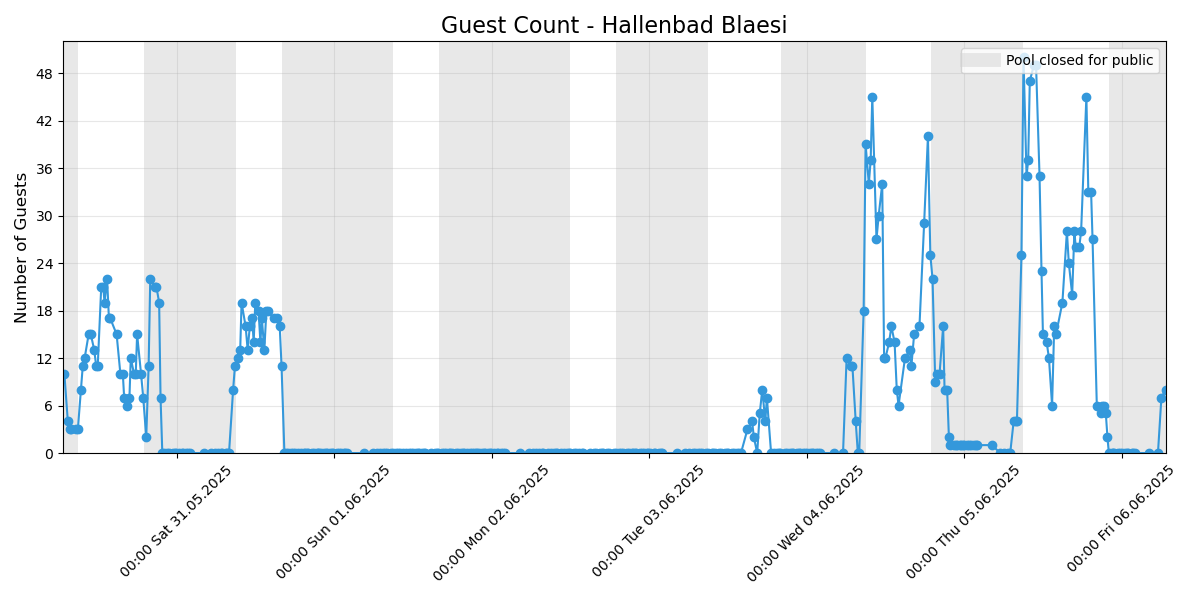 Guest Count - Hallenbad Blaesi
Pool closed for public
Number of Guests
48
42
36
30
24
18
12
6
0
00:00 Sat 31.05.2025
00:00 Sun 01.06.2025
00:00 Mon 02.06.2025
00:00 Tue 03.06.2025
00:00 Wed 04.06.2025
00:00 Thu 05.06.2025
00:00 Fri 06.06.2025